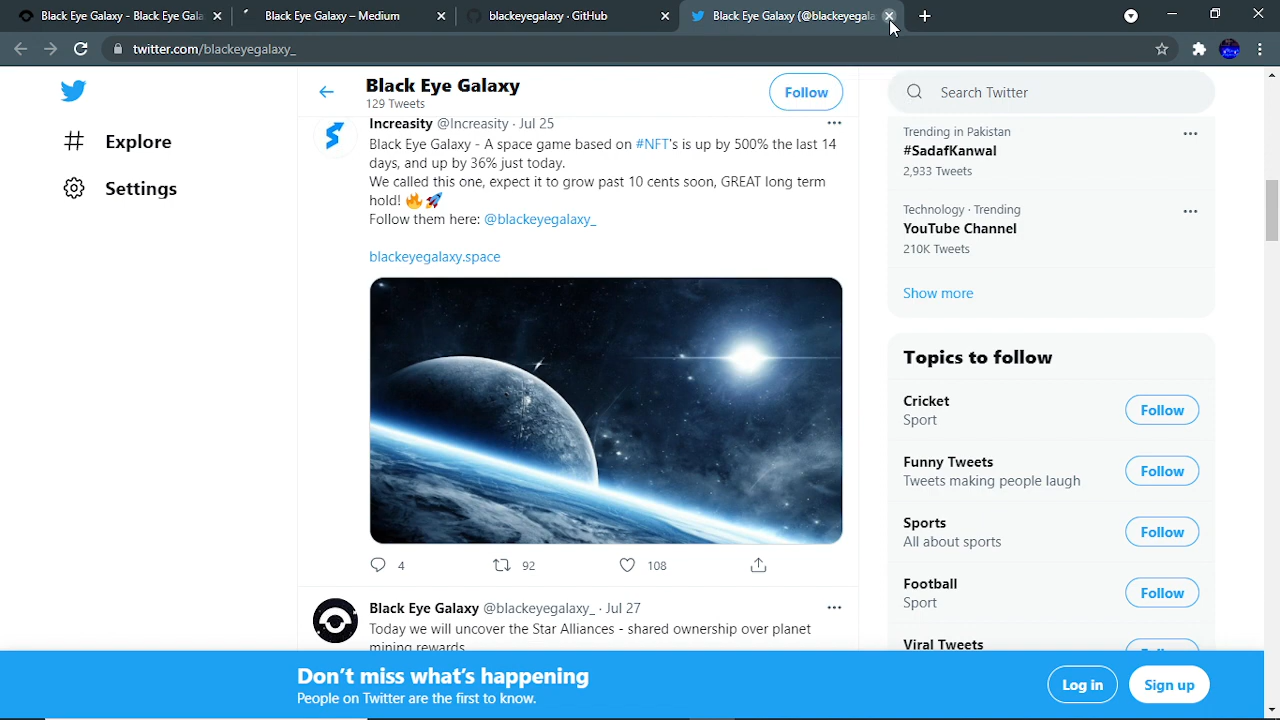 Black Eye Galaxy - Black Eye Gala
Black Eye Galaxy – Medium
blackeyegalaxy · GitHub
Black Eye Galaxy (@blackeyegala
twitter.com/blackeyegalaxy_
Explore
Settings
Black Eye Galaxy
129 Tweets
Follow
Increasity @Increasity · Jul 25
Black Eye Galaxy - A space game based on #NFT's is up by 500% the last 14
days, and up by 36% just today.
We called this one, expect it to grow past 10 cents soon, GREAT long term
hold! 🔥🚀
Follow them here: @blackeyegalaxy_
blackeyegalaxy.space
4
92
108
Black Eye Galaxy @blackeyegalaxy_ · Jul 27
Today we will uncover the Star Alliances - shared ownership over planet
mining rewards
Search Twitter
Trending in Pakistan
#SadafKanwal
2,933 Tweets
Technology · Trending
YouTube Channel
210K Tweets
Show more
Topics to follow
Cricket
Sport
Follow
Funny Tweets
Tweets making people laugh
Follow
Sports
All about sports
Follow
Football
Sport
Follow
Viral Tweets
Don't miss what's happening
People on Twitter are the first to know.
Log in
Sign up